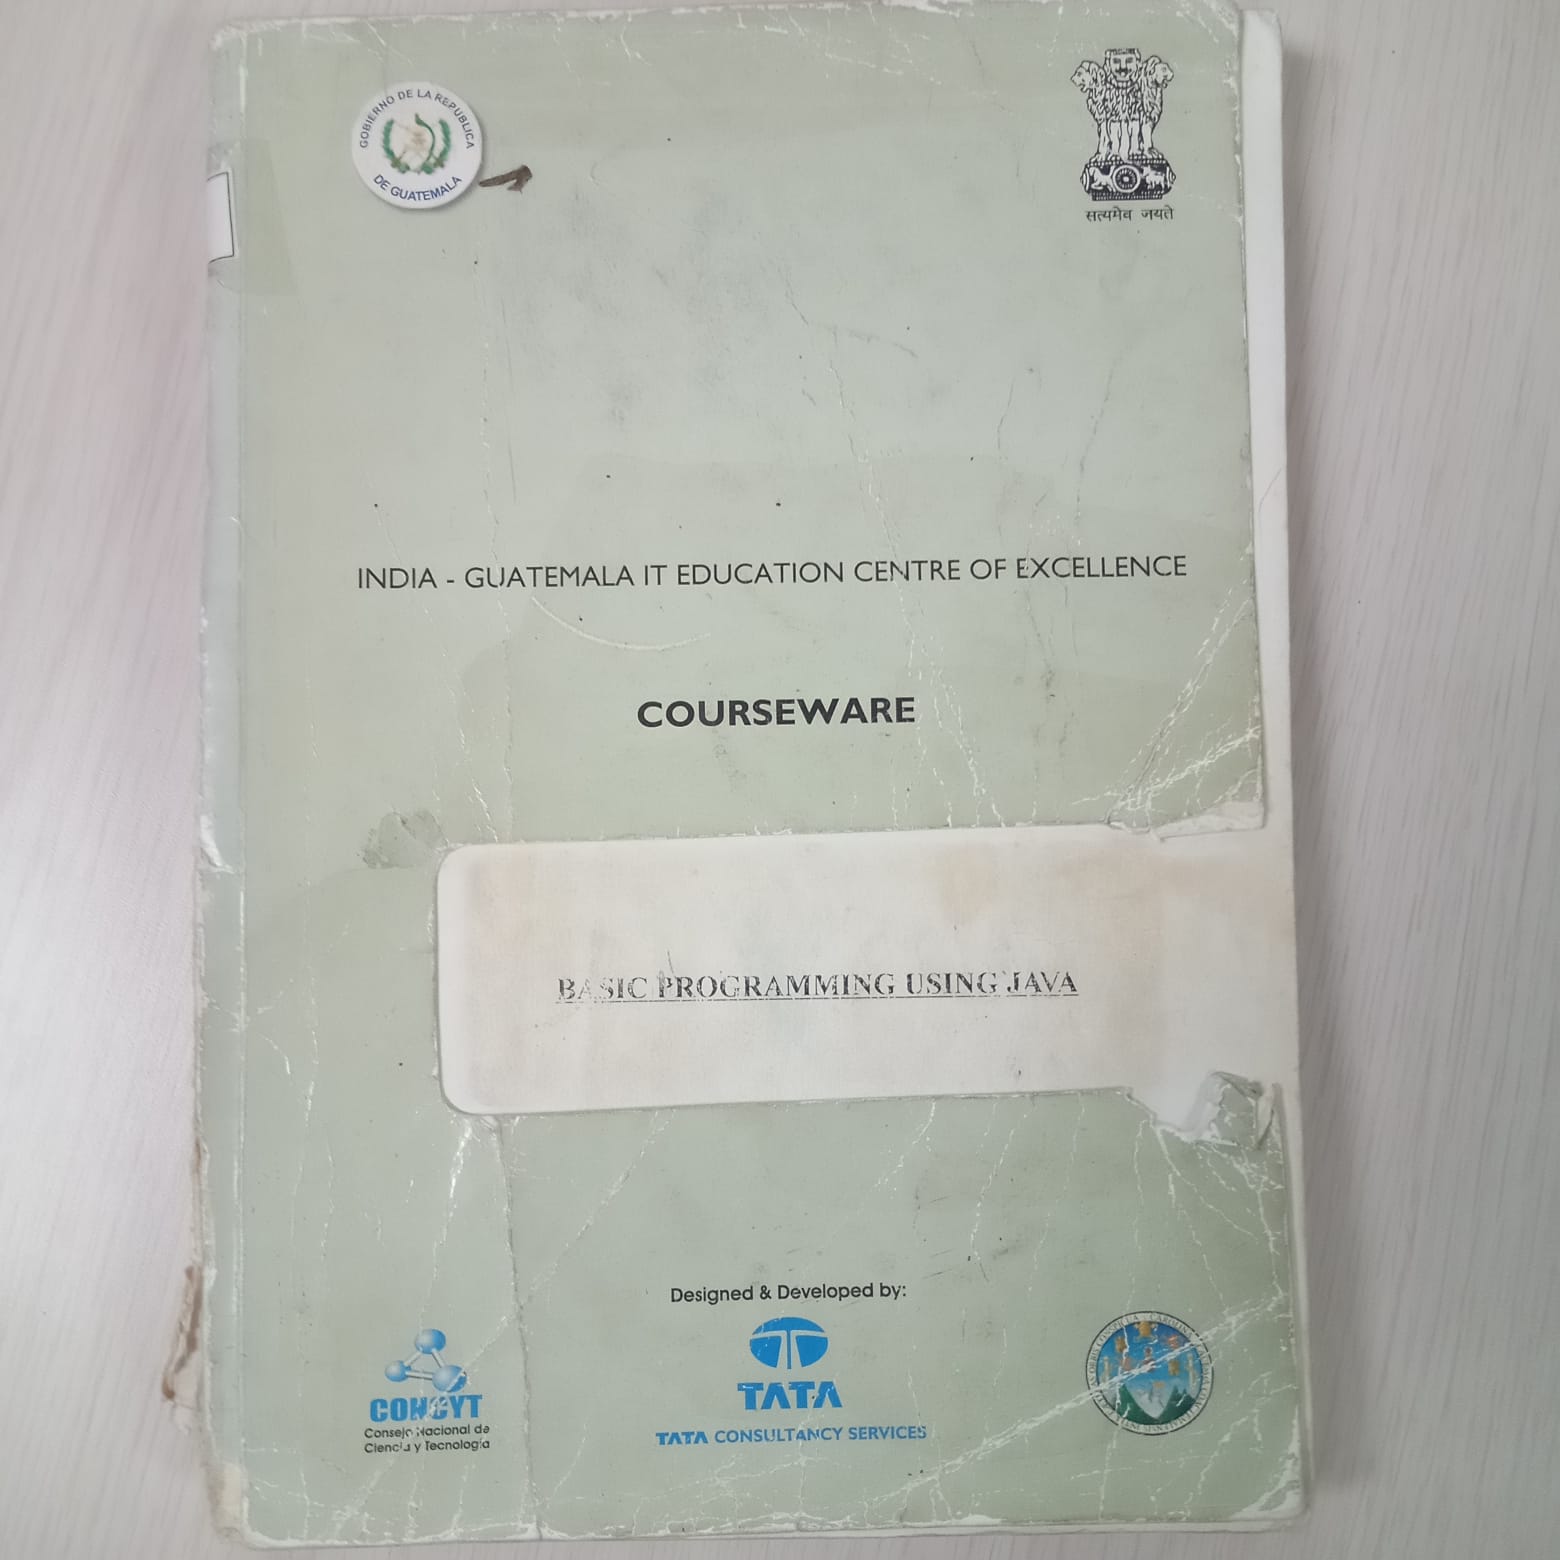 GOBIERNO DE LA REPUBLICA
DE GUATEMALA
सत्यमेव जयते
INDIA - GUATEMALA IT EDUCATION CENTRE OF EXCELLENCE
COURSEWARE
BASIC PROGRAMMING USING JAVA
Designed & Developed by:
CONCYT
Consejo Nacional de
Ciencia y Tecnología
TATA
TATA CONSULTANCY SERVICES